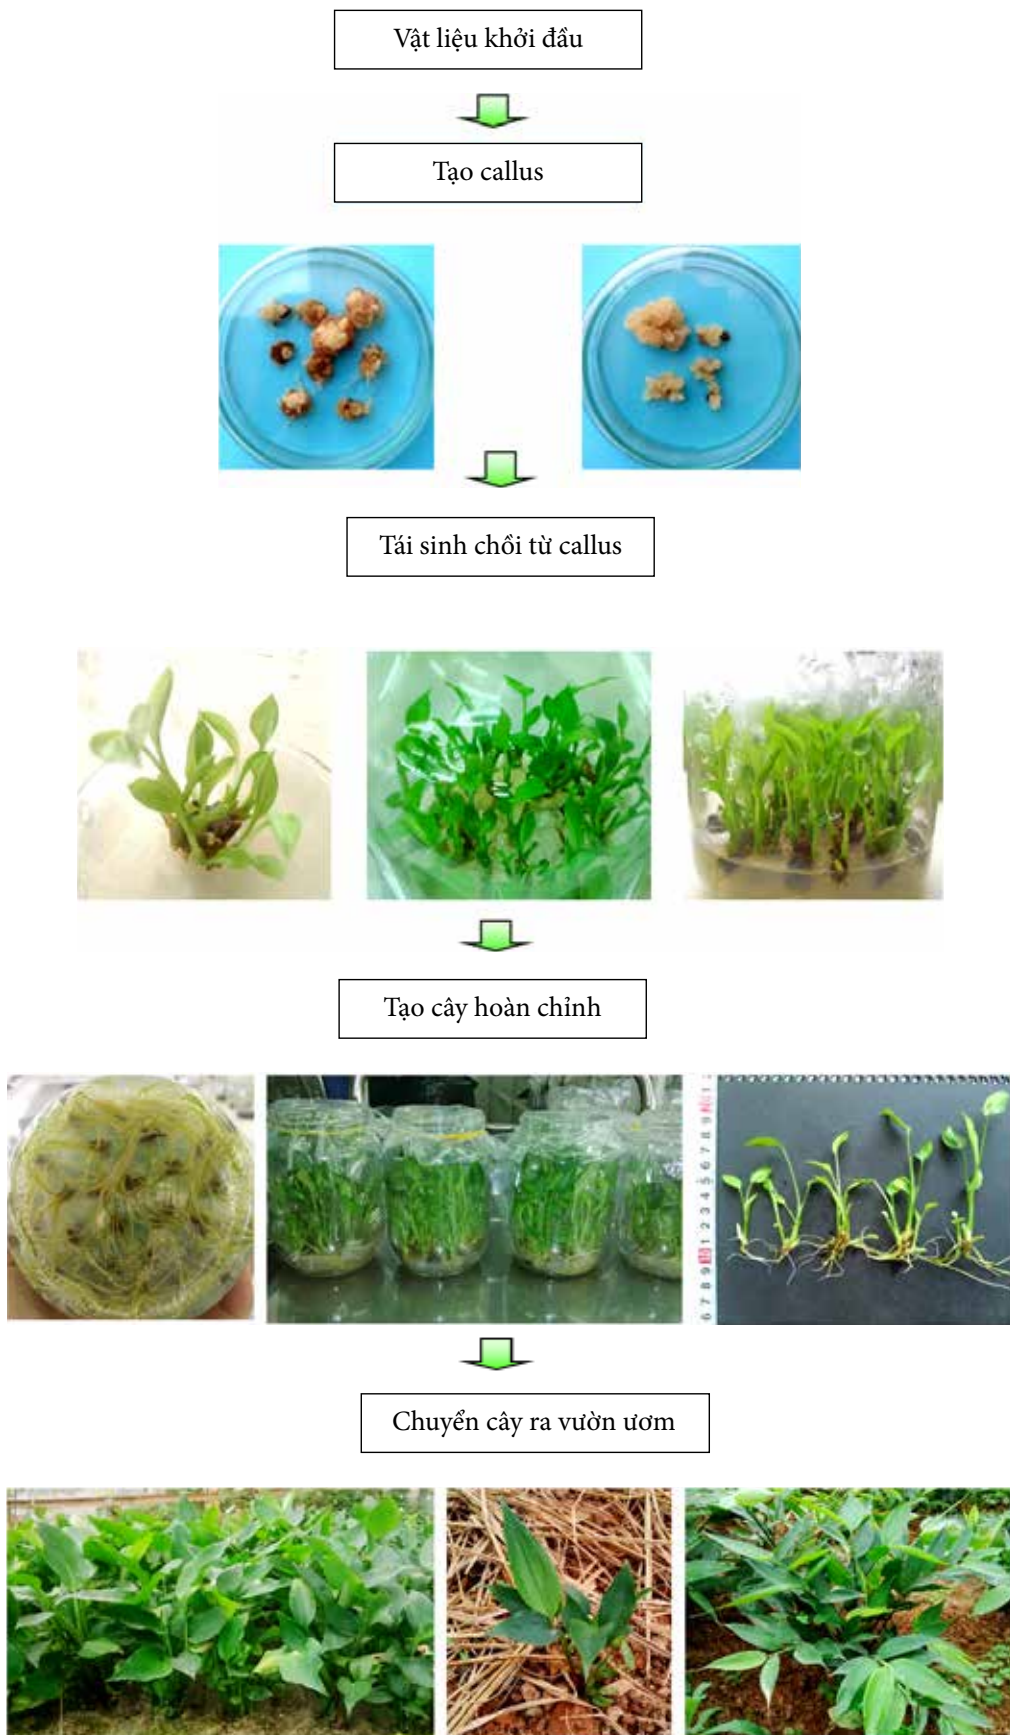 Vật liệu khởi đầu
Tạo callus
Tái sinh chồi từ callus
Tạo cây hoàn chỉnh
Chuyển cây ra vườn ươm